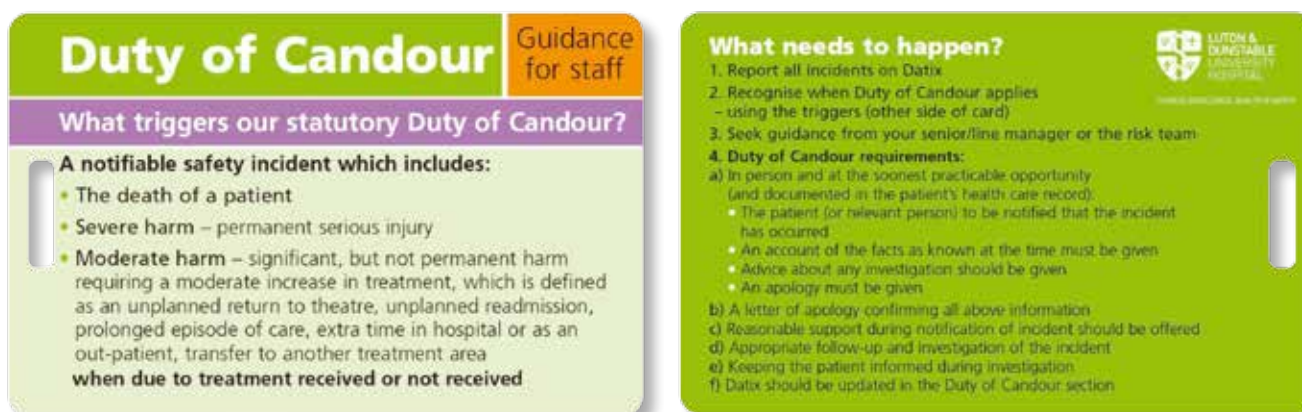 Duty of Candour
Guidance
for staff
What triggers our statutory Duty of Candour?
A notifiable safety incident which includes:
• The death of a patient
• Severe harm – permanent serious injury
• Moderate harm – significant, but not permanent harm
requiring a moderate increase in treatment, which is defined
as an unplanned return to theatre, unplanned readmission,
prolonged episode of care, extra time in hospital or as an
out-patient, transfer to another treatment area
when due to treatment received or not received
What needs to happen?
1. Report all incidents on Datix
2. Recognise when Duty of Candour applies
– using the triggers (other side of card)
3. Seek guidance from your senior/line manager or the risk team
4. Duty of Candour requirements:
a) In person and at the soonest practicable opportunity
(and documented in the patient's health care record):
• The patient (or relevant person) to be notified that the incident
has occurred
• An account of the facts as known at the time must be given
• Advice about any investigation should be given
• An apology must be given
b) A letter of apology confirming all above information
c) Reasonable support during notification of incident should be offered
d) Appropriate follow-up and investigation of the incident
e) Keeping the patient informed during investigation
f) Datix should be updated in the Duty of Candour section
LUTON &
DUNSTABLE
UNIVERSITY
HOSPITAL